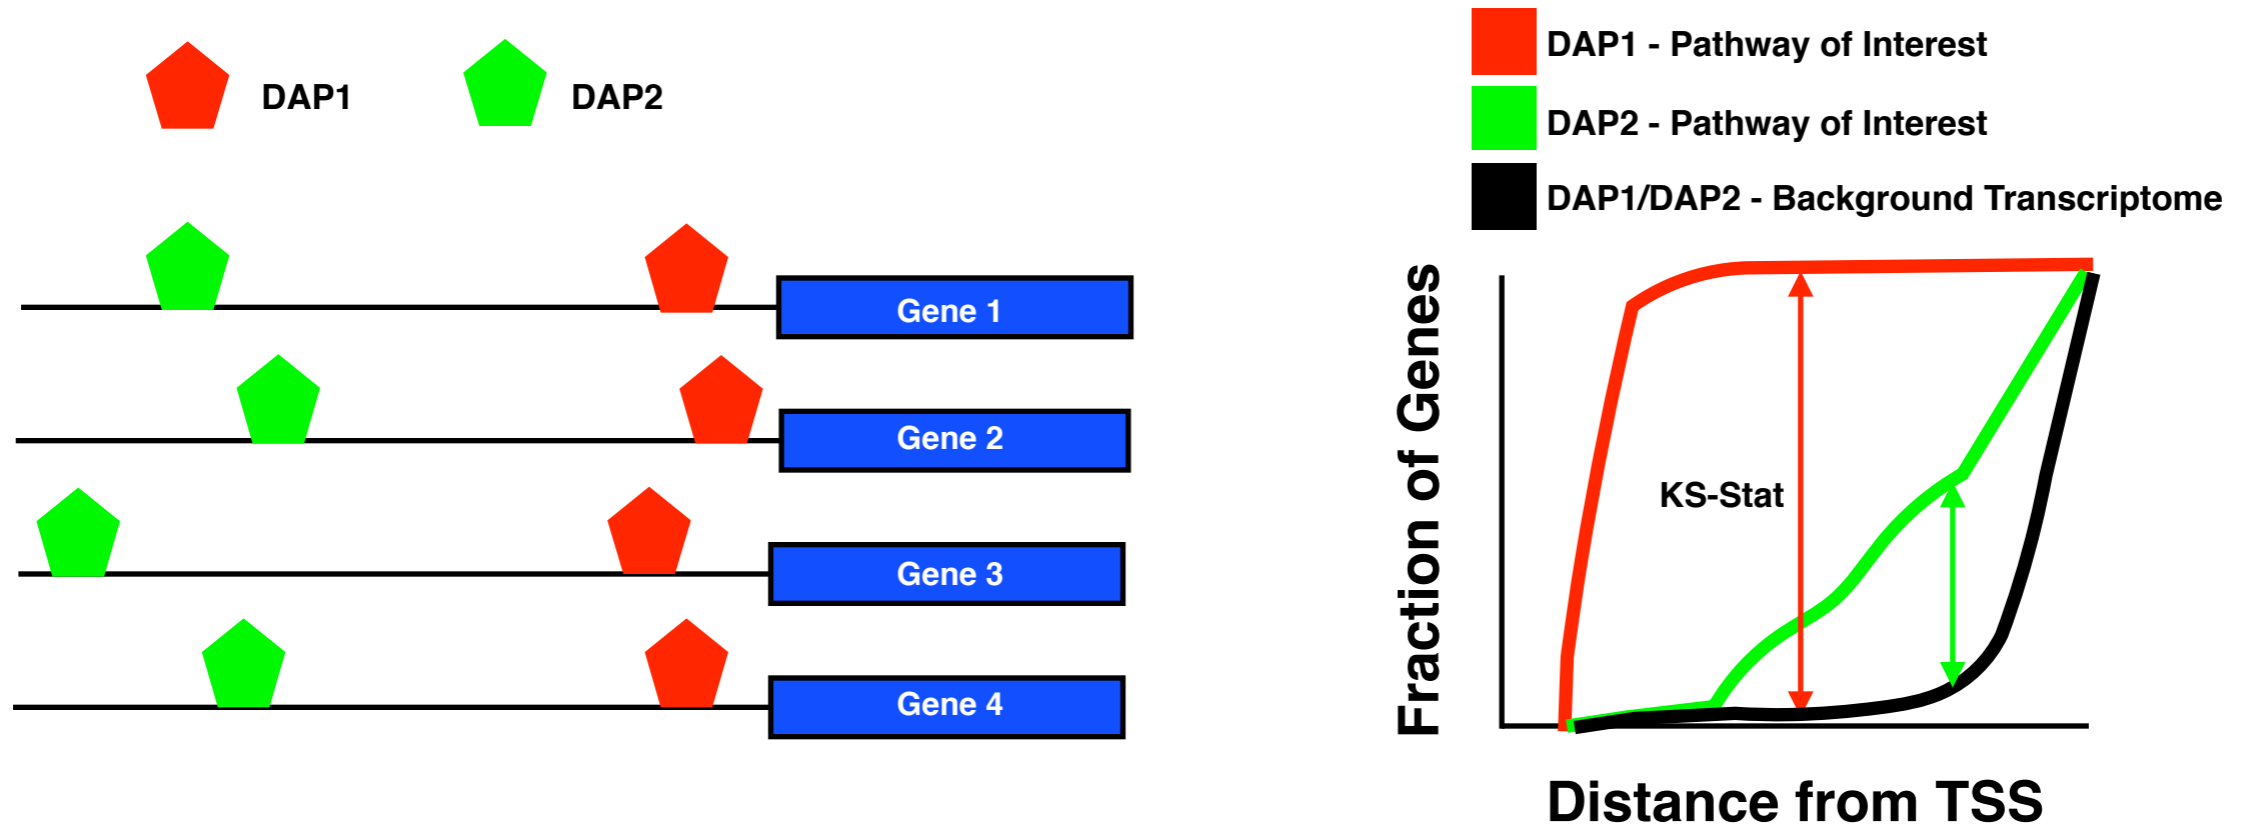 DAP1
DAP2
Gene 1
Gene 2
Gene 3
Gene 4
DAP1 - Pathway of Interest
DAP2 - Pathway of Interest
DAP1/DAP2 - Background Transcriptome
Fraction of Genes
KS-Stat
Distance from TSS